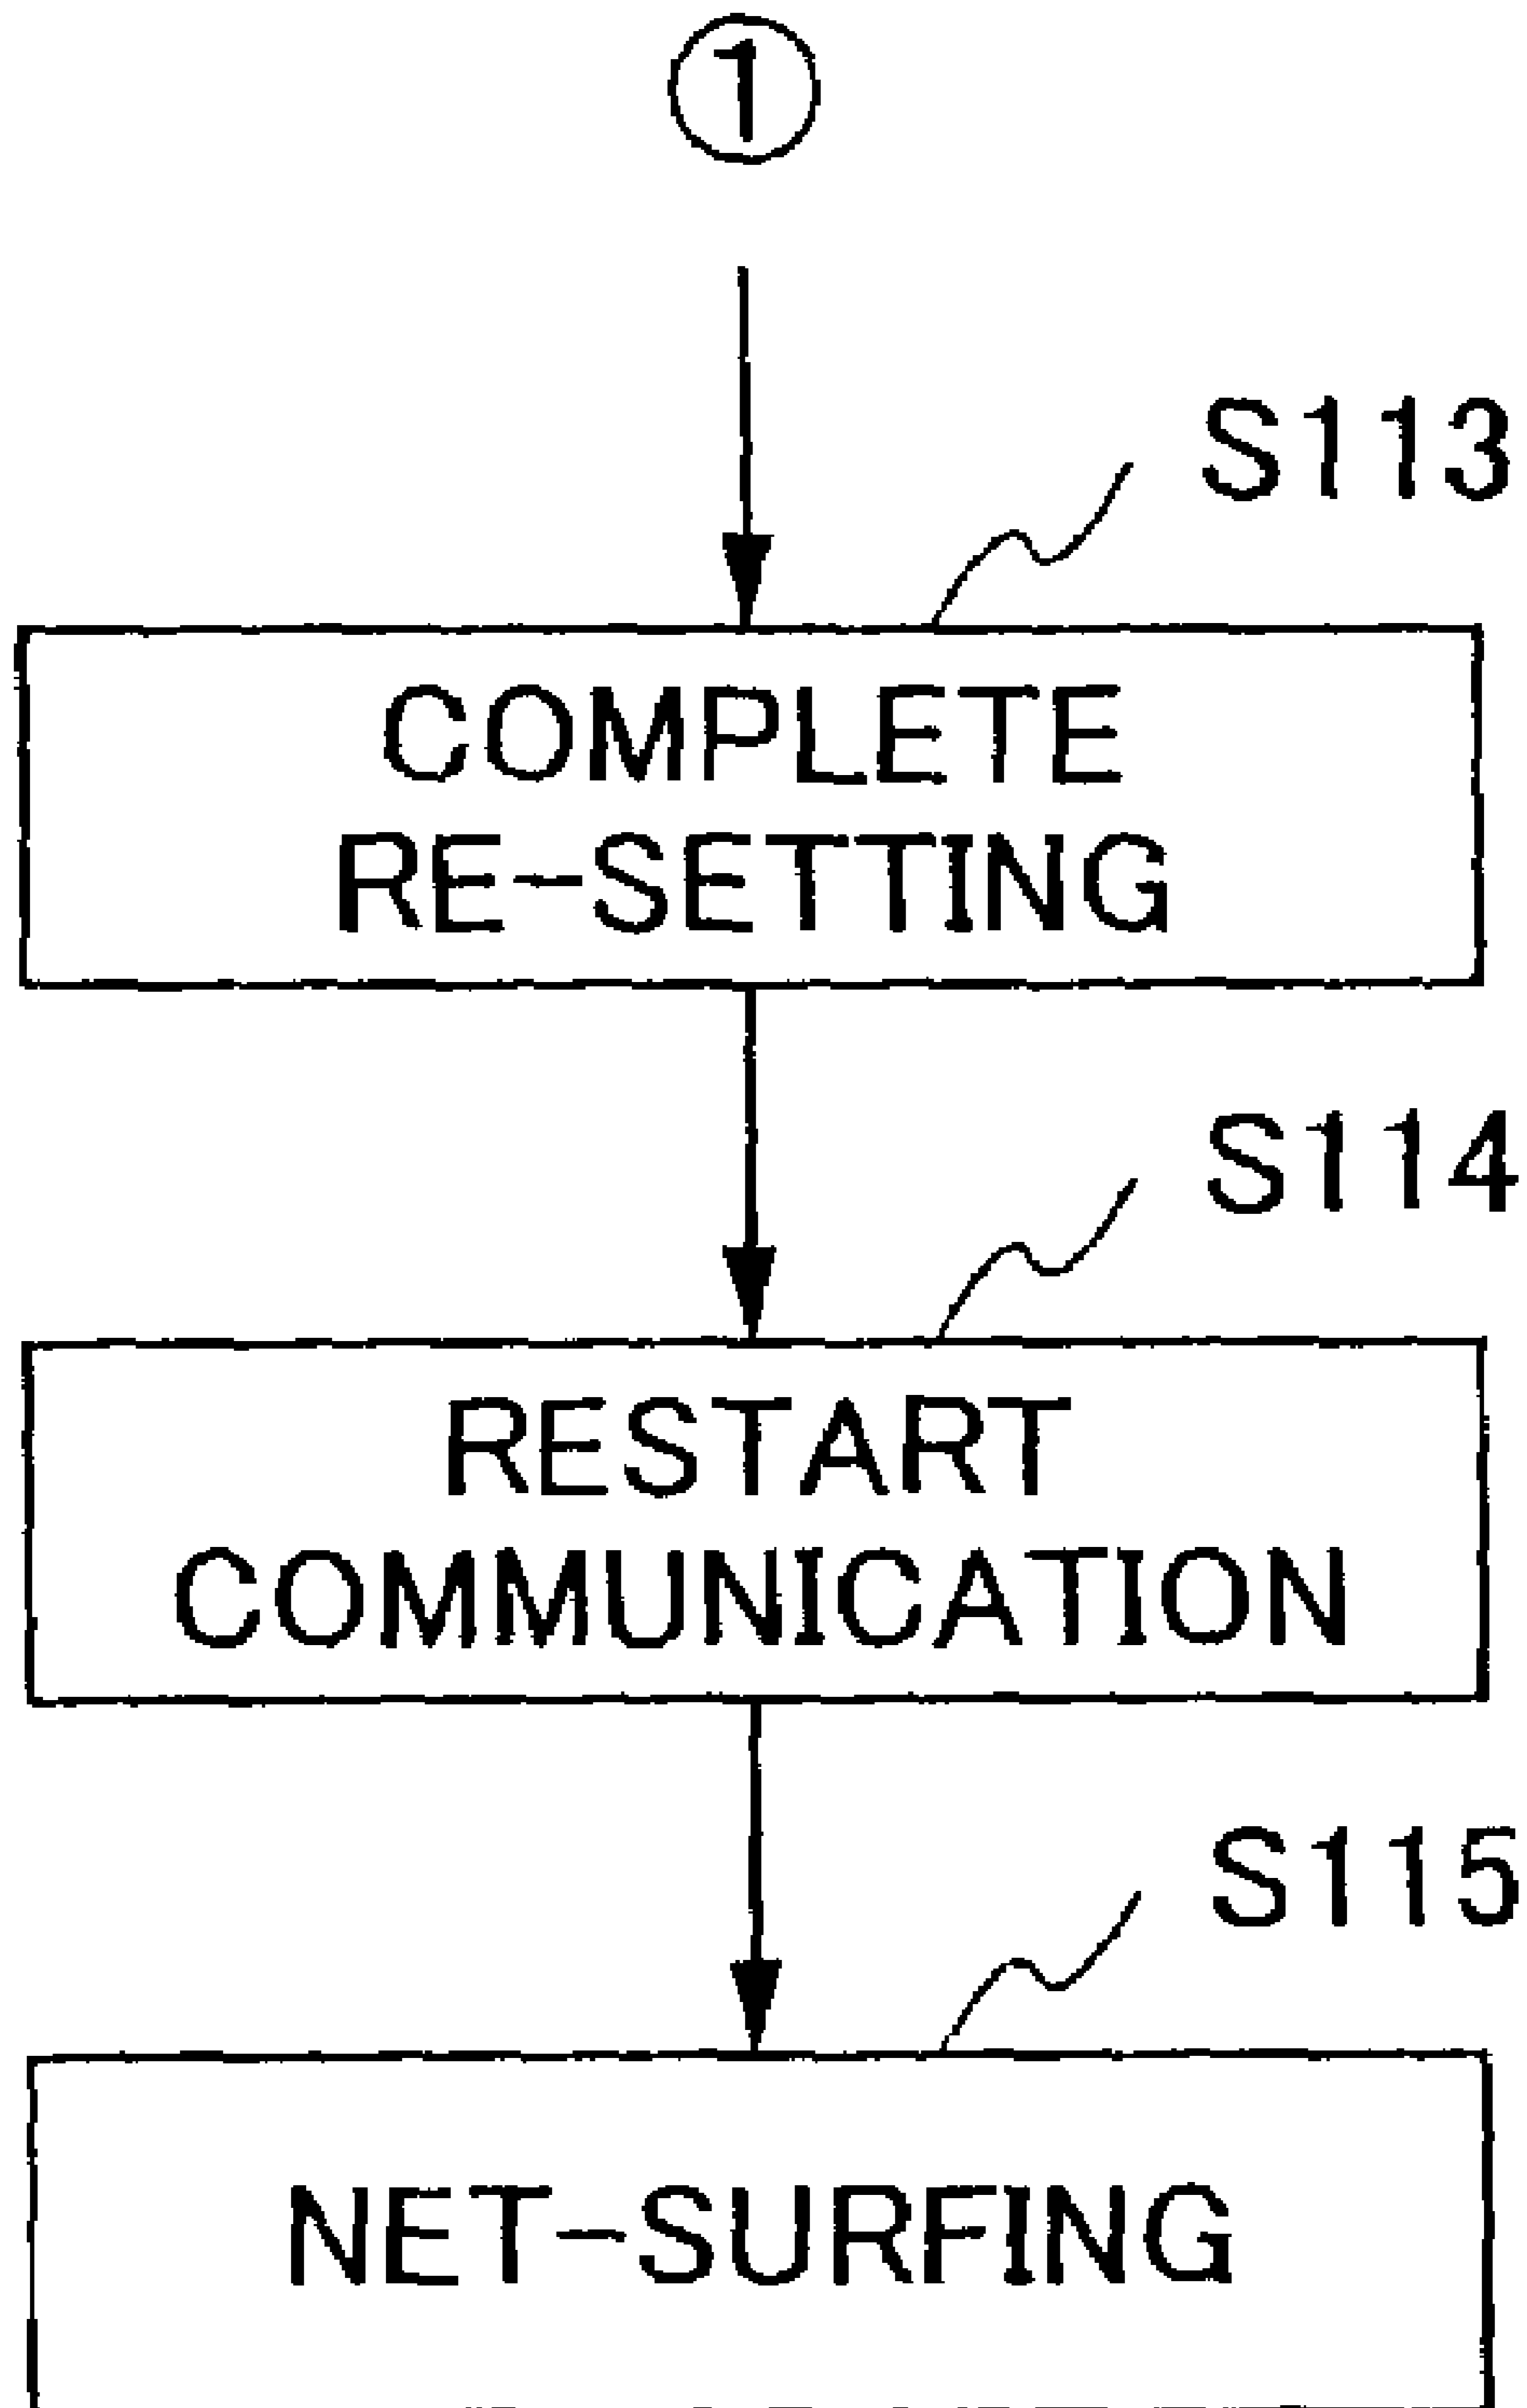 1
S113
COMPLETE
RE-SETTING
S114
RESTART
COMMUNICATION
S115
NET-SURFING